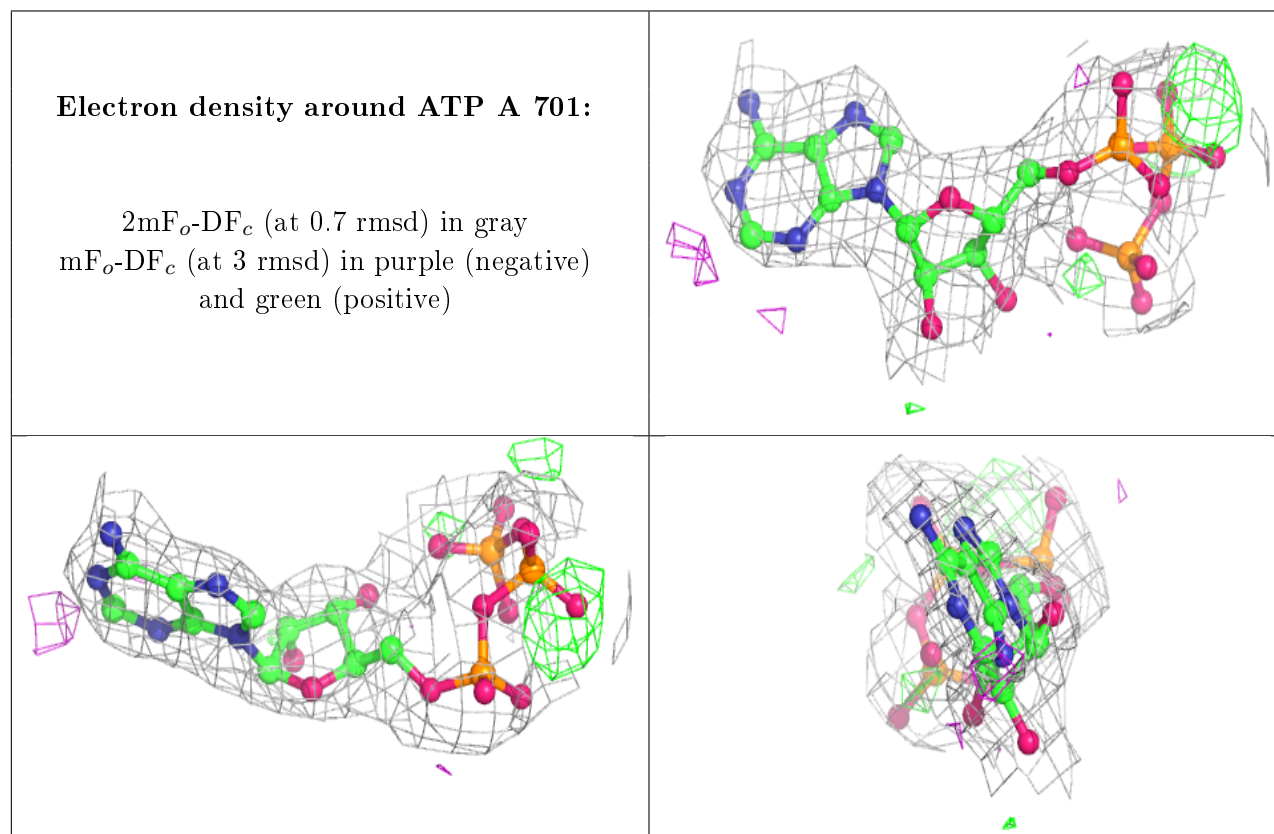 Electron density around ATP A 701:
2mFo-DFc (at 0.7 rmsd) in gray
mFo-DFc (at 3 rmsd) in purple (negative)
and green (positive)